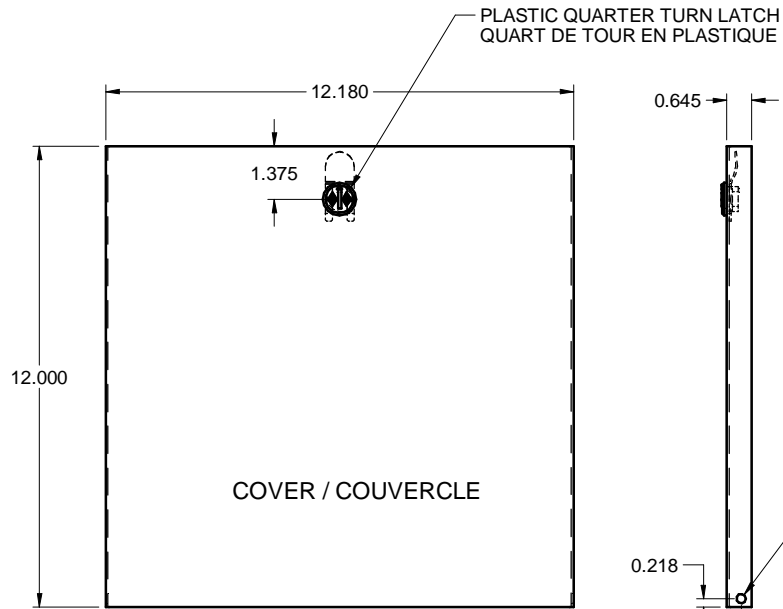 PLASTIC QUARTER TURN LATCH
QUART DE TOUR EN PLASTIQUE
12.180
0.645
1.375
12.000
COVER / COUVERCLE
0.218